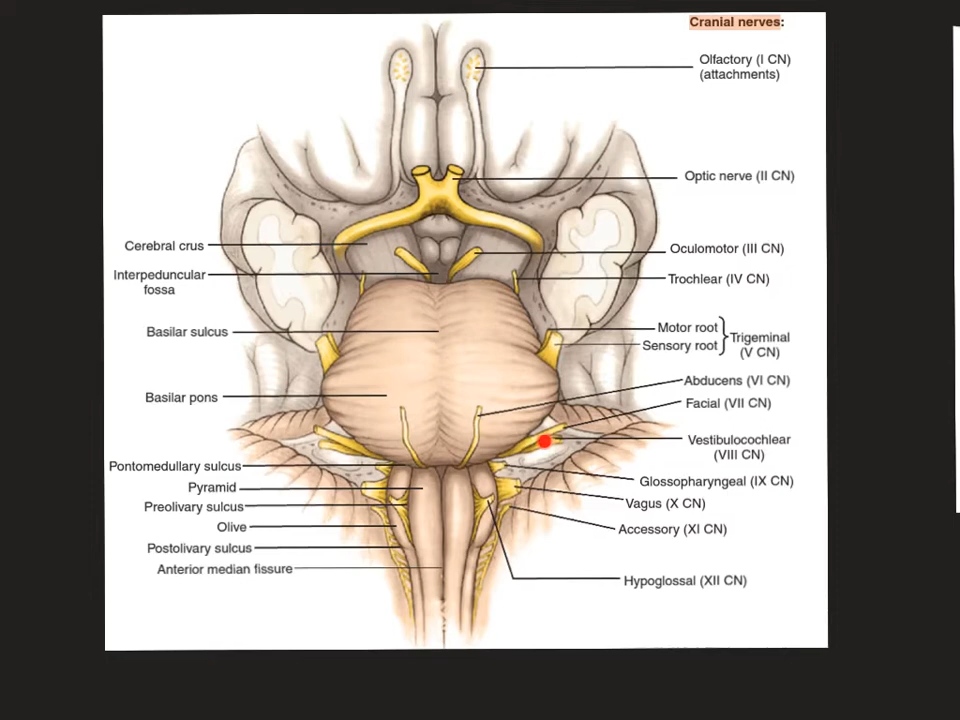 Cranial nerves:
Olfactory (I CN)
(attachments)
Optic nerve (II CN)
Cerebral crus
Oculomotor (III CN)
Interpeduncular
fossa
Trochlear (IV CN)
Basilar sulcus
Motor root
Sensory root
Trigeminal
(V CN)
Abducens (VI CN)
Basilar pons
Facial (VII CN)
Vestibulocochlear
(VIII CN)
Pontomedullary sulcus
Glossopharyngeal (IX CN)
Pyramid
Vagus (X CN)
Preolivary sulcus
Olive
Accessory (XI CN)
Postolivary sulcus
Anterior median fissure
Hypoglossal (XII CN)